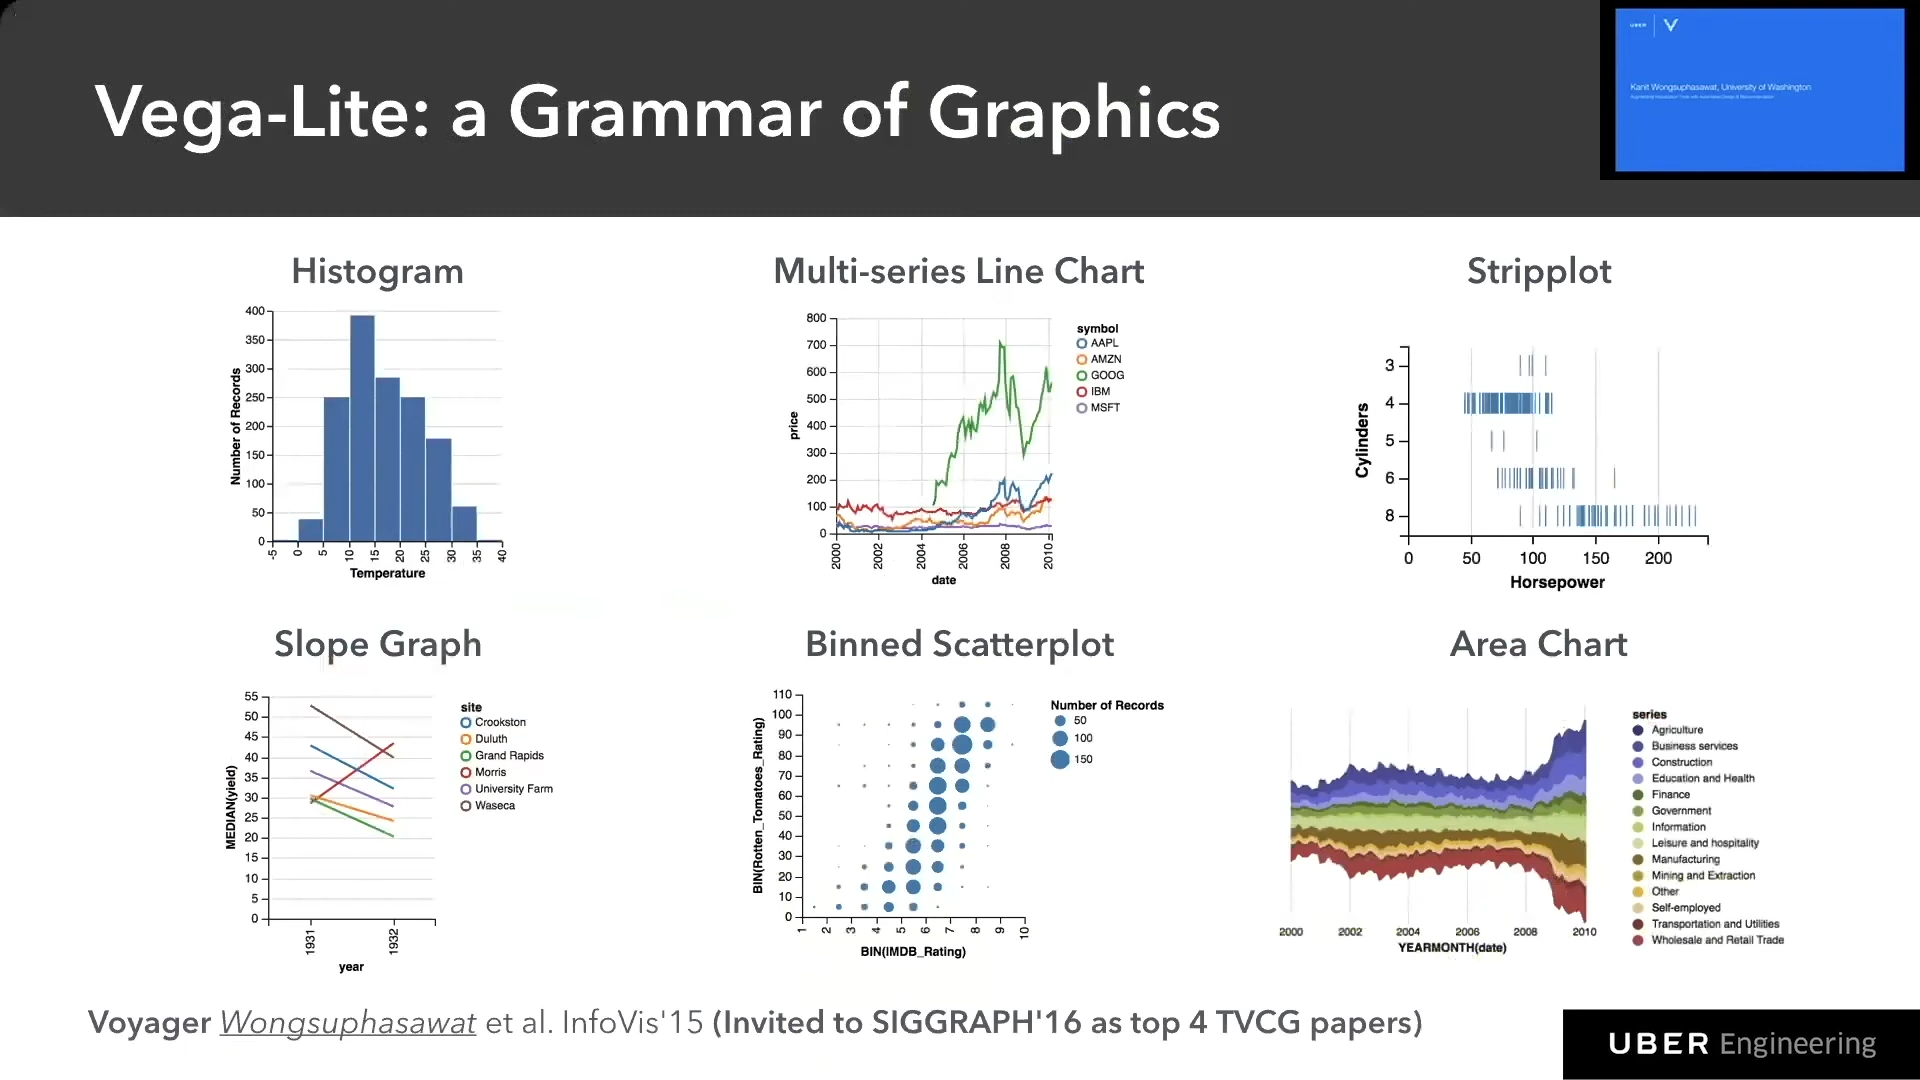 Vega-Lite: a Grammar of Graphics
UBER
Kanit Wongsuphasawat, University of Washington
Histogram
400
350
300
250
200
150
100
50
0
Number of Records
-5 0 5 10 15 20 25 30 35 40
Temperature
Multi-series Line Chart
800
700
600
500
400
300
200
100
0
price
2000 2002 2004 2006 2008 2010
date
symbol
AAPL
AMZN
GOOG
IBM
MSFT
Stripplot
3
4
5
6
8
Cylinders
0 50 100 150 200
Horsepower
Slope Graph
55
50
45
40
35
30
25
20
15
10
5
0
MEDIAN(yield)
1931 1932
year
site
Crookston
Duluth
Grand Rapids
Morris
University Farm
Waseca
Binned Scatterplot
110
100
90
80
70
60
50
40
30
20
10
0
BIN(Rotten_Tomatoes_Rating)
1 2 3 4 5 6 7 8 9 10
BIN(IMDB_Rating)
Number of Records
50
100
150
Area Chart
2000 2002 2004 2006 2008 2010
YEARMONTH(date)
series
Agriculture
Business services
Construction
Education and Health
Finance
Government
Information
Leisure and hospitality
Manufacturing
Mining and Extraction
Other
Self-employed
Transportation and Utilities
Wholesale and Retail Trade
Voyager Wongsuphasawat et al. InfoVis'15 (Invited to SIGGRAPH'16 as top 4 TVCG papers)
UBER Engineering